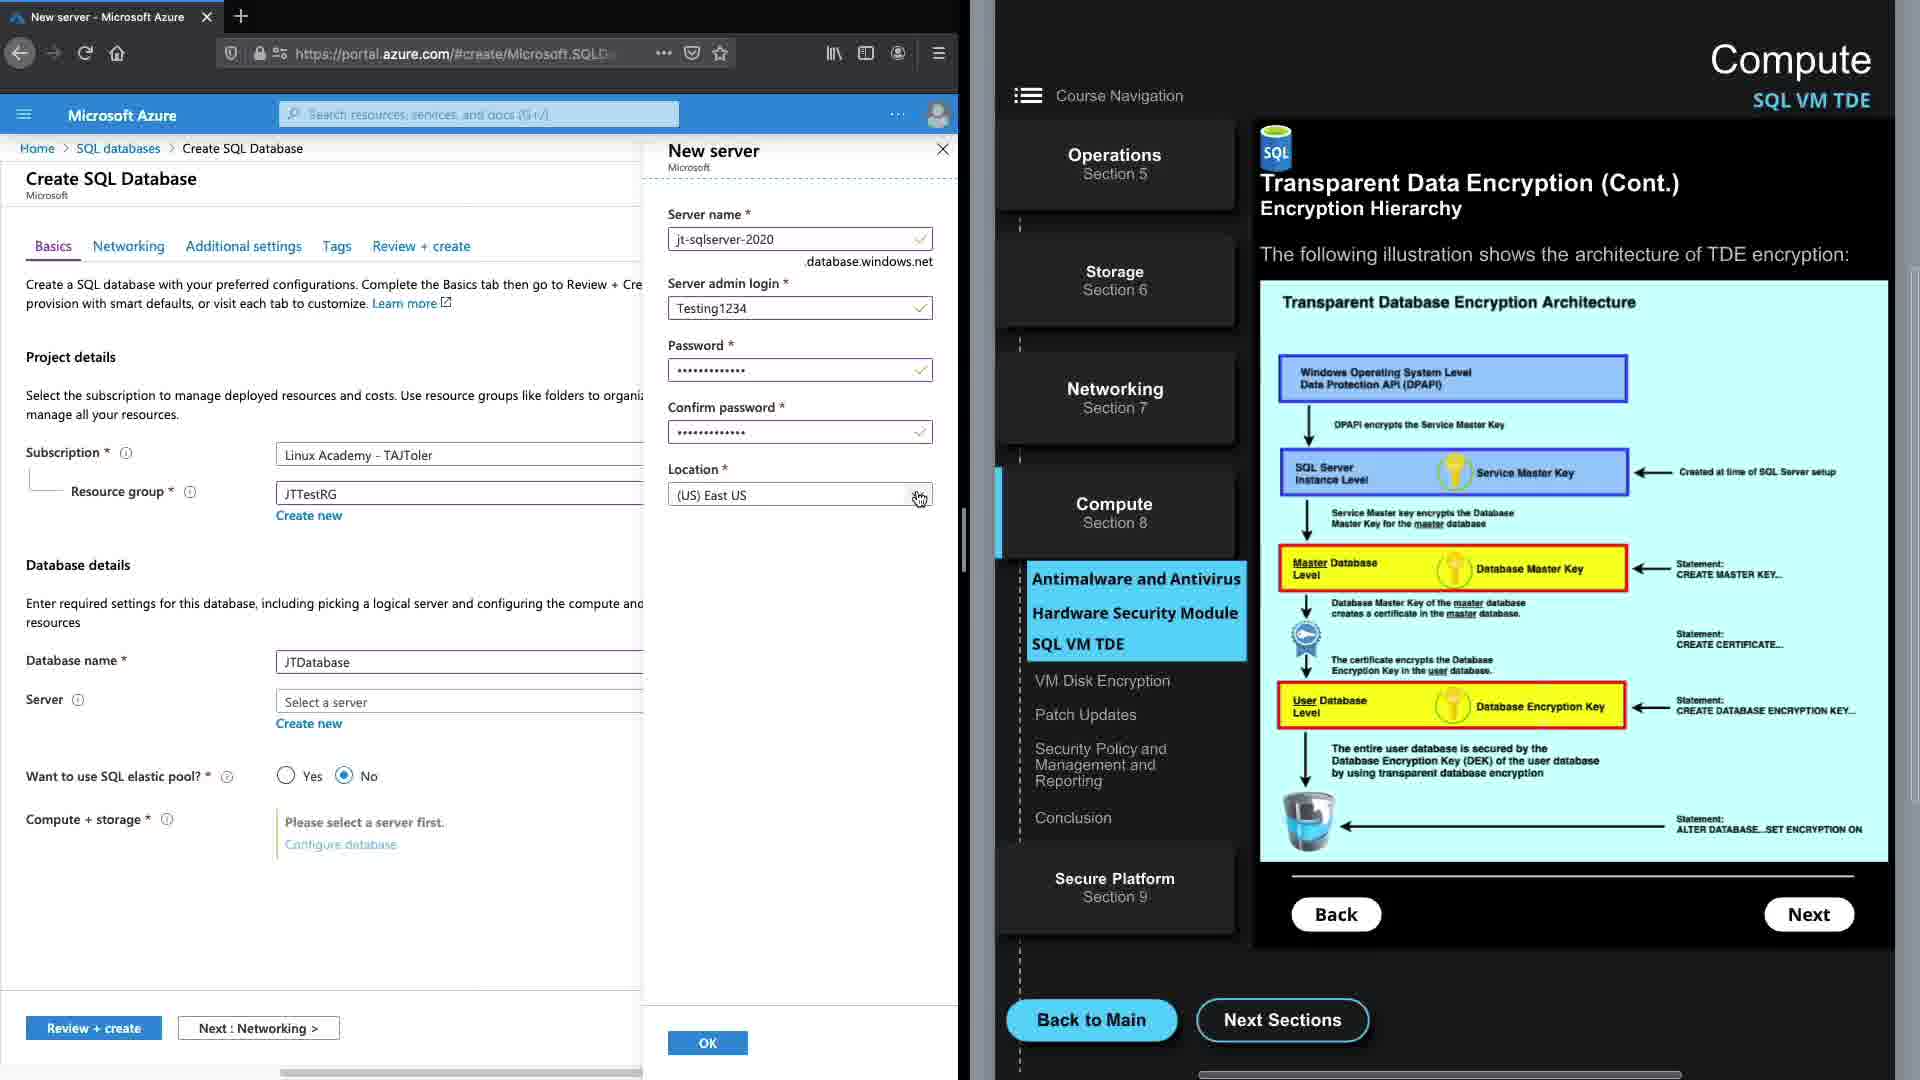 New server - Microsoft Azure
https://portal.azure.com/#create/Microsoft.SQLD
Microsoft Azure
Search resources, services, and docs (G+/)
Home > SQL databases > Create SQL Database
Create SQL Database
Microsoft
Basics
Networking
Additional settings
Tags
Review + create
Create a SQL database with your preferred configurations. Complete the Basics tab then go to Review + Cre
provision with smart defaults, or visit each tab to customize. Learn more
Project details
Select the subscription to manage deployed resources and costs. Use resource groups like folders to organiz
manage all your resources.
Subscription *
Linux Academy - TAJToler
Resource group *
JTTestRG
Create new
Database details
Enter required settings for this database, including picking a logical server and configuring the compute and
resources
Database name *
JTDatabase
Server
Select a server
Create new
Want to use SQL elastic pool? *
Yes
No
Compute + storage *
Please select a server first.
Configure database
Review + create
Next : Networking >
New server
Microsoft
Server name *
jt-sqlserver-2020
.database.windows.net
Server admin login *
Testing1234
Password *
•••••••••••••
Confirm password *
•••••••••••••
Location *
(US) East US
OK
Compute
SQL VM TDE
Course Navigation
Operations
Section 5
Storage
Section 6
Networking
Section 7
Compute
Section 8
Antimalware and Antivirus
Hardware Security Module
SQL VM TDE
VM Disk Encryption
Patch Updates
Security Policy and
Management and
Reporting
Conclusion
Secure Platform
Section 9
Back to Main
Next Sections
SQL
Transparent Data Encryption (Cont.)
Encryption Hierarchy
The following illustration shows the architecture of TDE encryption:
Transparent Database Encryption Architecture
Windows Operating System Level
Data Protection API (DPAPI)
DPAPI encrypts the Service Master Key
SQL Server
Instance Level
Service Master Key
Created at time of SQL Server setup
Service Master key encrypts the Database
Master Key for the master database
Master Database
Level
Database Master Key
Statement:
CREATE MASTER KEY...
Database Master Key of the master database
creates a certificate in the master database.
Statement:
CREATE CERTIFICATE...
The certificate encrypts the Database
Encryption Key in the user database.
User Database
Level
Database Encryption Key
Statement:
CREATE DATABASE ENCRYPTION KEY...
The entire user database is secured by the
Database Encryption Key (DEK) of the user database
by using transparent database encryption
Statement:
ALTER DATABASE...SET ENCRYPTION ON
Back
Next